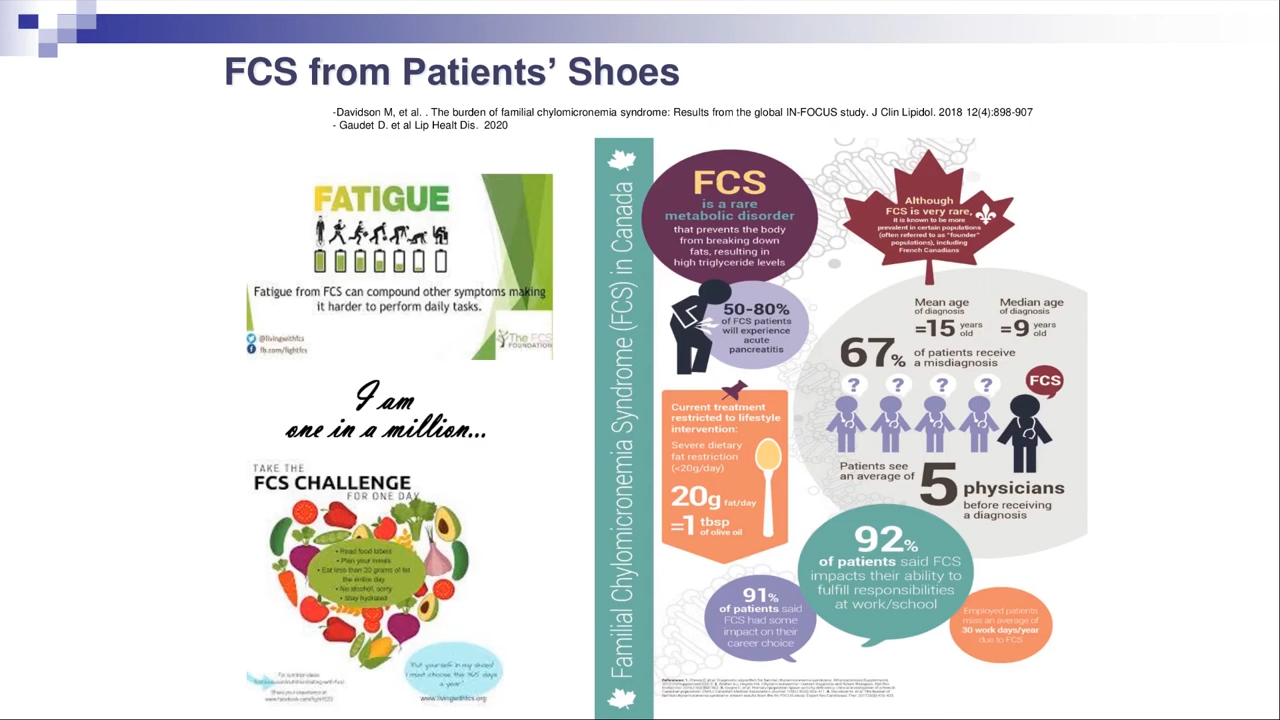 FCS from Patients' Shoes
-Davidson M, et al. . The burden of familial chylomicronemia syndrome: Results from the global IN-FOCUS study. J Clin Lipidol. 2018 12(4):898-907
- Gaudet D. et al Lip Healt Dis. 2020
FATIGUE
Fatigue from FCS can compound other symptoms making
it harder to perform daily tasks.
@livingwithfcs
fb.com/fightfcs
The FCS
FOUNDATION
I am
one in a million...
TAKE THE
FCS CHALLENGE
FOR ONE DAY
• Read food labels
• Plan your meals
• Eat less than 20 grams of fat
the entire day
• No alcohol, sorry
• Stay hydrated
"Put yourself in my shoes!
I must choose this 365 days
a year"
www.livingwithfcs.org
Familial Chylomicronemia Syndrome (FCS) in Canada
FCS
is a rare
metabolic disorder
that prevents the body
from breaking down
fats, resulting in
high triglyceride levels
Although
FCS is very rare,
it is known to be more
prevalent in certain populations
(often referred to as "founder"
populations), including
French Canadians
50-80%
of FCS patients
will experience
acute
pancreatitis
Mean age
of diagnosis
=15 years
old
Median age
of diagnosis
=9 years
old
67% of patients receive
a misdiagnosis
? ? ? ? FCS
Patients see
an average of 5 physicians
before receiving
a diagnosis
Current treatment
restricted to lifestyle
intervention:
Severe dietary
fat restriction
(<20g/day)
20g fat/day
=1 tbsp
of olive oil
92%
of patients said FCS
impacts their ability to
fulfill responsibilities
at work/school
91%
of patients said
FCS had some
impact on their
career choice
Employed patients
miss an average of
30 work days/year
due to FCS